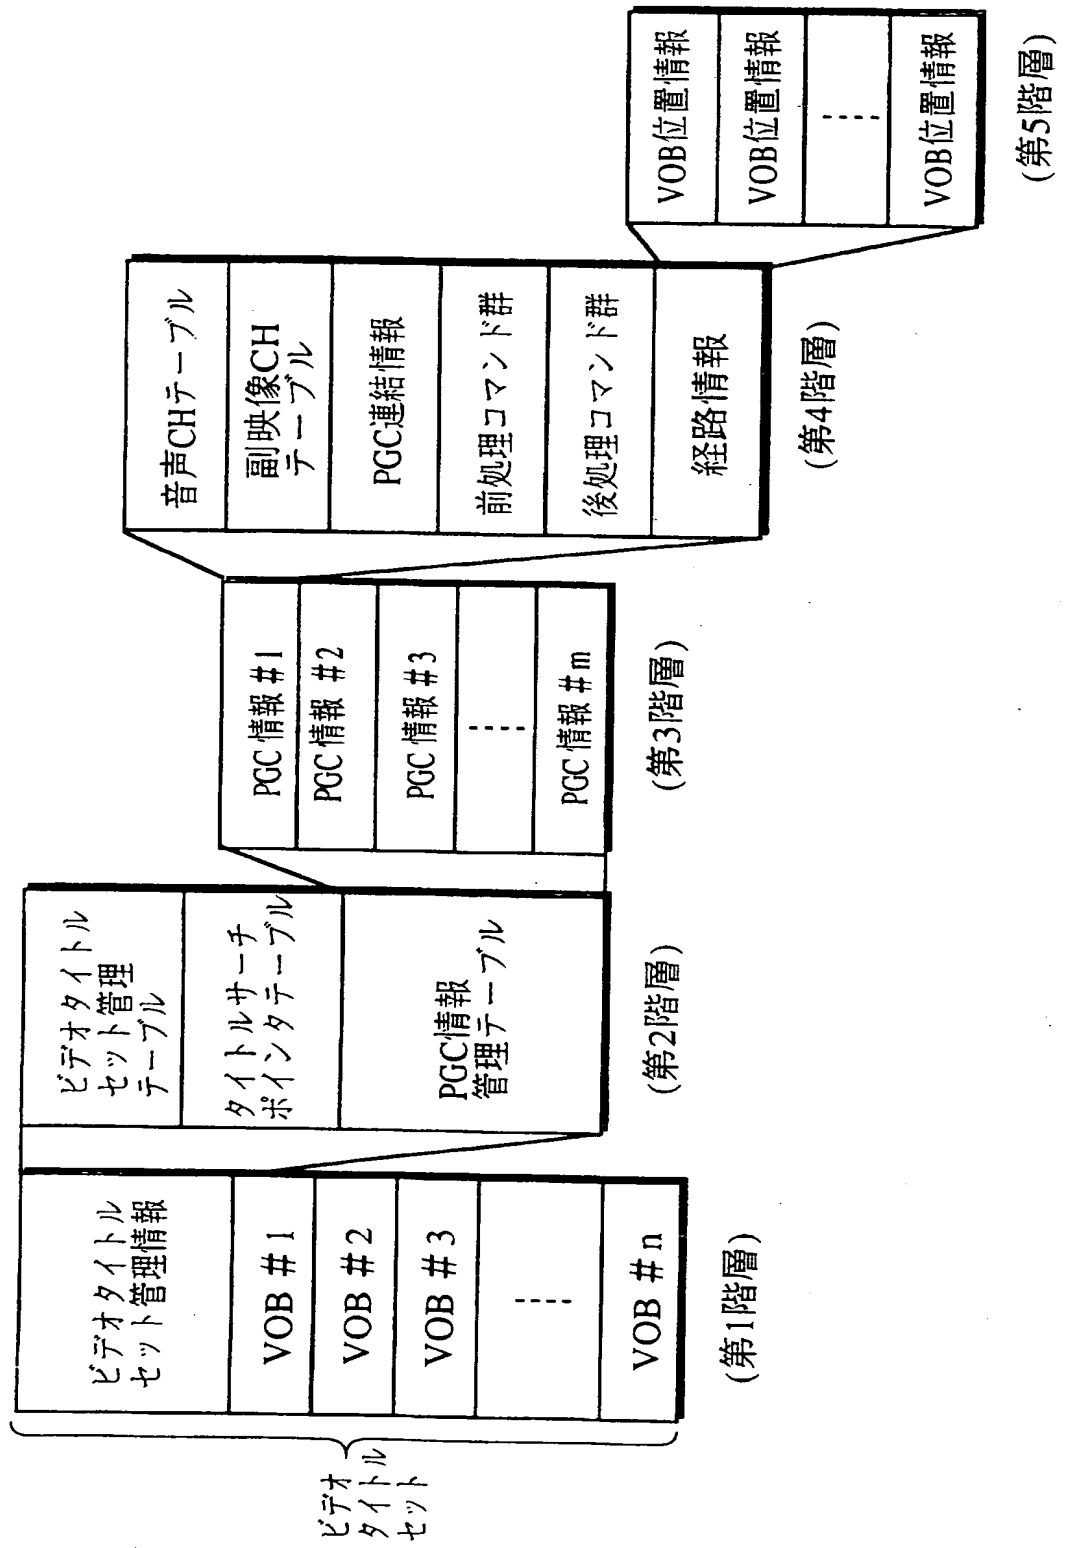 ビデオ
タイトル
セット
ビデオタイトル
セット管理情報
VOB #1
VOB #2
VOB #3
VOB #n
(第1階層)
ビデオタイトル
セット管理
テーブル
タイトルサーチ
ポインタテーブル
PGC情報
管理テーブル
(第2階層)
PGC情報 #1
PGC情報 #2
PGC情報 #3
PGC情報 #m
(第3階層)
音声CHテーブル
副映像CH
テーブル
PGC連結情報
前処理コマンド群
後処理コマンド群
経路情報
(第4階層)
VOB位置情報
VOB位置情報
VOB位置情報
(第5階層)